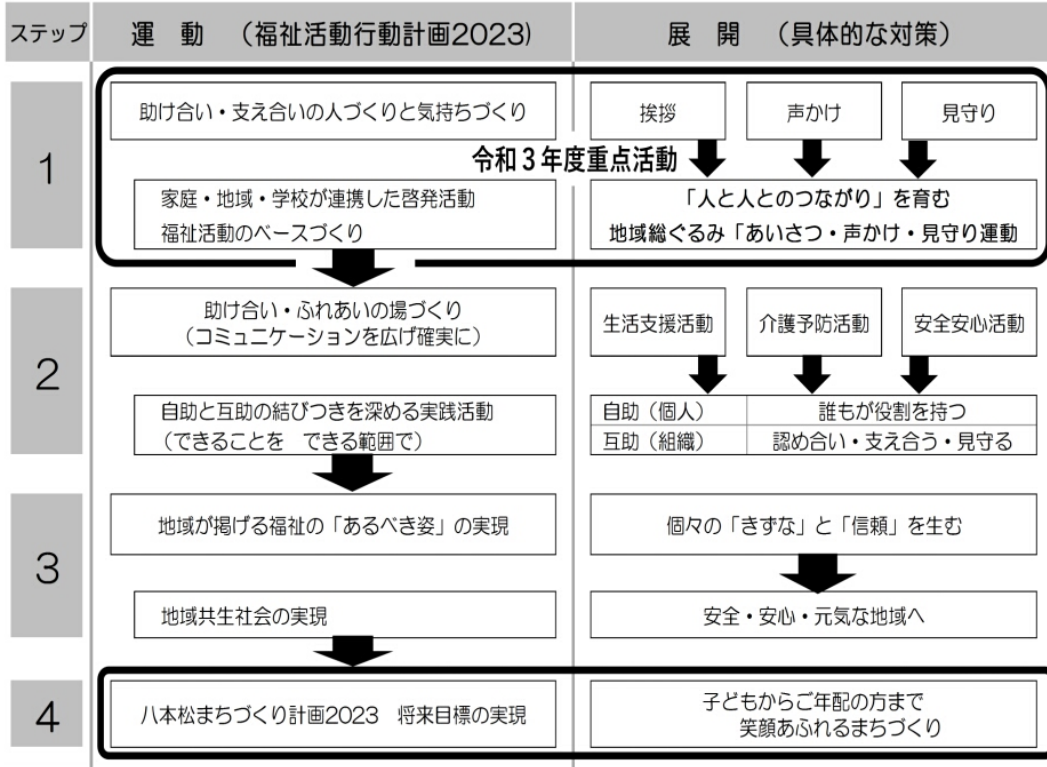 ステップ
運　動　（福祉活動行動計画2023)
展　開　（具体的な対策）
1
助け合い・支え合いの人づくりと気持ちづくり
挨拶
声かけ
見守り
令和３年度重点活動
家庭・地域・学校が連携した啓発活動
福祉活動のベースづくり
「人と人とのつながり」を育む
地域総ぐるみ「あいさつ・声かけ・見守り運動
2
助け合い・ふれあいの場づくり
（コミュニケーションを広げ確実に）
生活支援活動
介護予防活動
安全安心活動
自助と互助の結びつきを深める実践活動
（できることを　できる範囲で）
自助（個人）　誰もが役割を持つ
互助（組織）　認め合い・支え合う・見守る
3
地域が掲げる福祉の「あるべき姿」の実現
個々の「きずな」と「信頼」を生む
地域共生社会の実現
安全・安心・元気な地域へ
4
八本松まちづくり計画2023　将来目標の実現
子どもからご年配の方まで
笑顔あふれるまちづくり